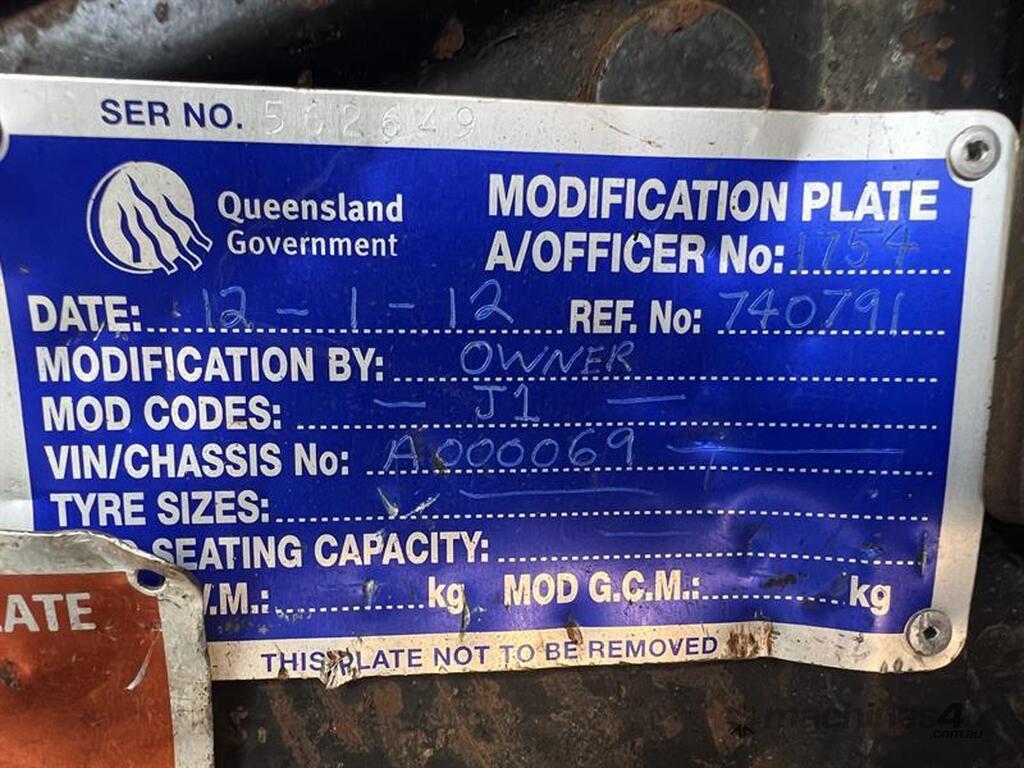 SER NO. 562649
Queensland
Government
MODIFICATION PLATE
A/OFFICER No: 1754
DATE: 12-1-12 REF. No: 740791
MODIFICATION BY: OWNER
MOD CODES: — J1 —
VIN/CHASSIS No: A000069 —
TYRE SIZES: —
SEATING CAPACITY: —
.M.: kg MOD G.C.M.: kg
ATE
THIS PLATE NOT TO BE REMOVED
machines4u
.com.au